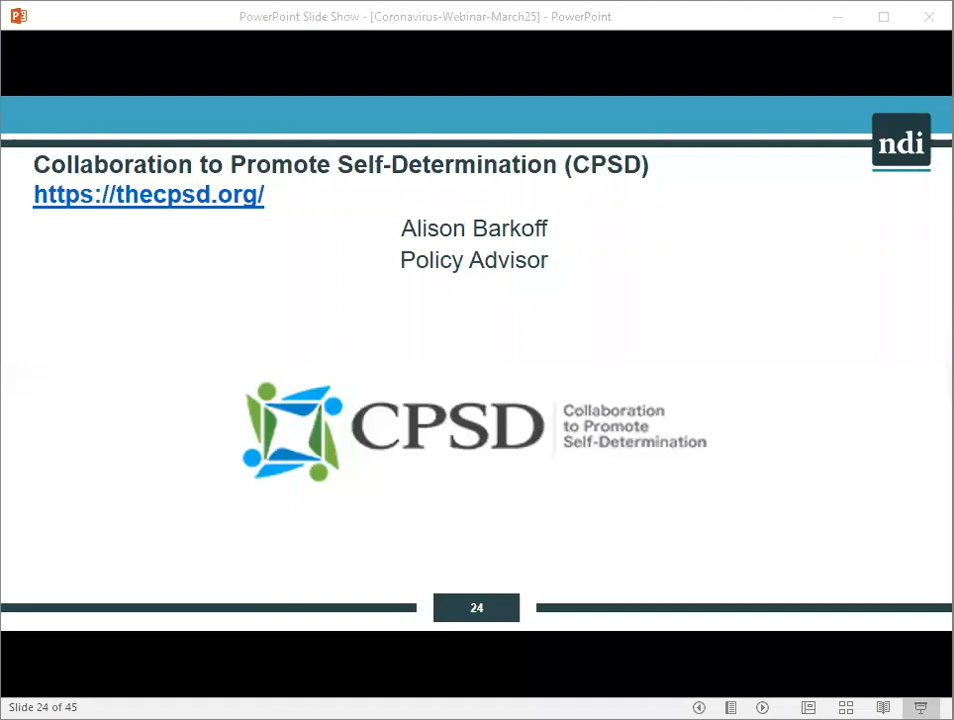 PowerPoint Slide Show - [Coronavirus-Webinar-March25] - PowerPoint
ndi
Collaboration to Promote Self-Determination (CPSD)
https://thecpsd.org/
Alison Barkoff
Policy Advisor
CPSD
Collaboration
to Promote
Self-Determination
24
Slide 24 of 45